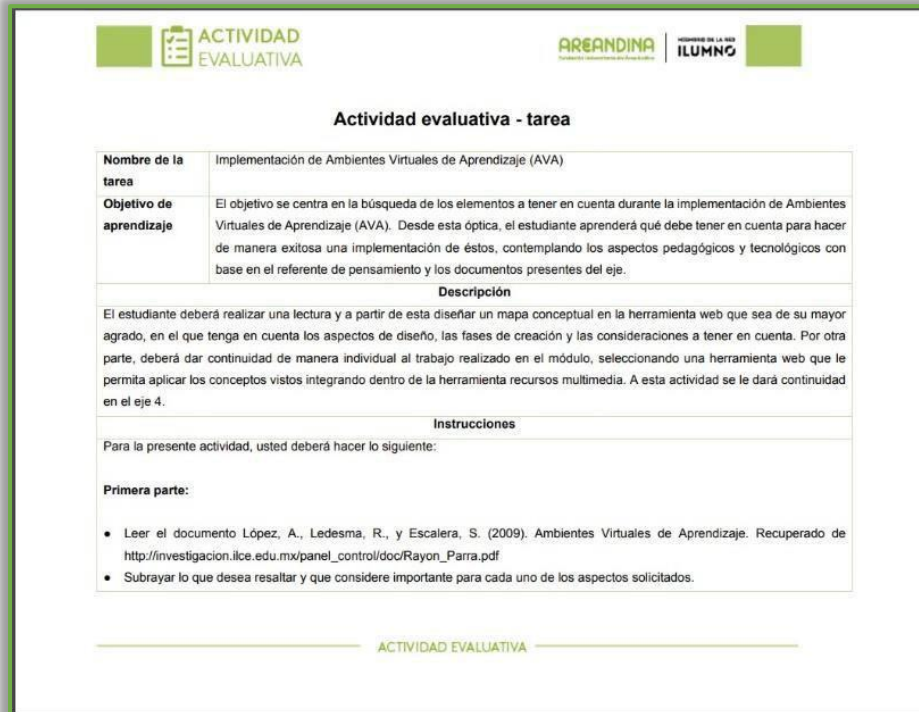 ACTIVIDAD
EVALUATIVA
AREANDINA
Fundación Universitaria del Área Andina
MIEMBRO DE LA RED
ILUMNO
Actividad evaluativa - tarea
Nombre de la
tarea
Implementación de Ambientes Virtuales de Aprendizaje (AVA)
Objetivo de
aprendizaje
El objetivo se centra en la búsqueda de los elementos a tener en cuenta durante la implementación de Ambientes
Virtuales de Aprendizaje (AVA). Desde esta óptica, el estudiante aprenderá qué debe tener en cuenta para hacer
de manera exitosa una implementación de éstos, contemplando los aspectos pedagógicos y tecnológicos con
base en el referente de pensamiento y los documentos presentes del eje.
Descripción
El estudiante deberá realizar una lectura y a partir de esta diseñar un mapa conceptual en la herramienta web que sea de su mayor
agrado, en el que tenga en cuenta los aspectos de diseño, las fases de creación y las consideraciones a tener en cuenta. Por otra
parte, deberá dar continuidad de manera individual al trabajo realizado en el módulo, seleccionando una herramienta web que le
permita aplicar los conceptos vistos integrando dentro de la herramienta recursos multimedia. A esta actividad se le dará continuidad
en el eje 4.
Instrucciones
Para la presente actividad, usted deberá hacer lo siguiente:
Primera parte:
● Leer el documento López, A., Ledesma, R., y Escalera, S. (2009). Ambientes Virtuales de Aprendizaje. Recuperado de
http://investigacion.ilce.edu.mx/panel_control/doc/Rayon_Parra.pdf
● Subrayar lo que desea resaltar y que considere importante para cada uno de los aspectos solicitados.
ACTIVIDAD EVALUATIVA